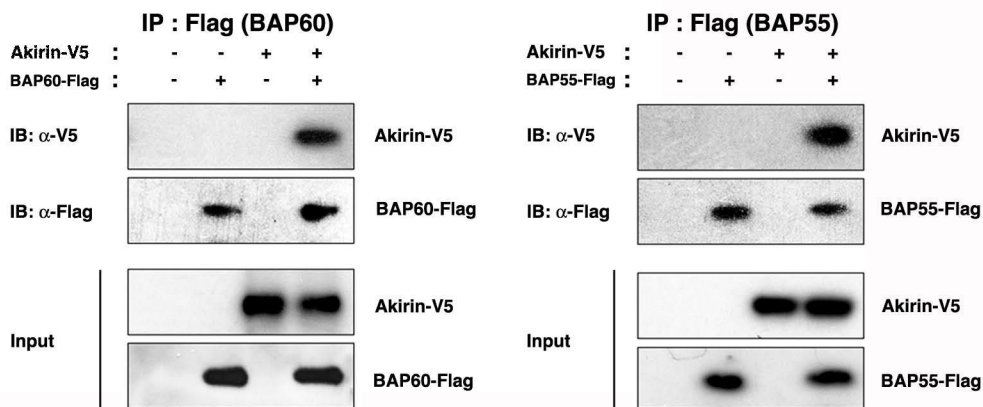 IP : Flag (BAP60)
Akirin-V5 : - - + +
BAP60-Flag : - + - +
IB: α-V5 Akirin-V5
IB: α-Flag BAP60-Flag
Input
Akirin-V5
BAP60-Flag
IP : Flag (BAP55)
Akirin-V5 : - - + +
BAP55-Flag : - + - +
IB: α-V5 Akirin-V5
IB: α-Flag BAP55-Flag
Input
Akirin-V5
BAP55-Flag